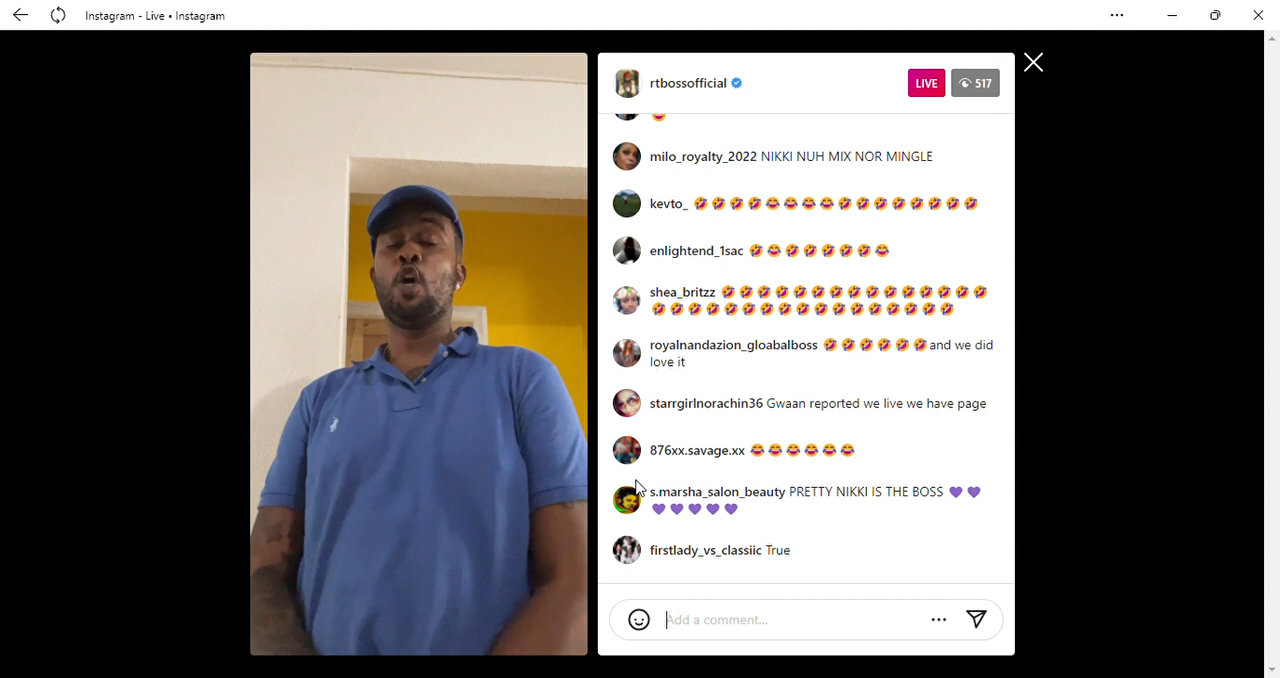 Instagram - Live • Instagram
rtbossofficial
LIVE
517
milo_royalty_2022 NIKKI NUH MIX NOR MINGLE
kevto_ 🤣🤣🤣🤣😂😂😂😂🤣🤣🤣🤣🤣🤣🤣🤣
enlightend_1sac 🤣😂🤣🤣🤣🤣🤣😂
shea_britzz 🤣🤣🤣🤣🤣🤣🤣🤣🤣🤣🤣🤣🤣🤣🤣
🤣🤣🤣🤣🤣🤣🤣🤣🤣🤣🤣🤣🤣🤣🤣🤣🤣
royalnandazion_gloabalboss 🤣🤣🤣🤣🤣🤣and we did
love it
starrgirlnorachin36 Gwaan reported we live we have page
876xx.savage.xx 😂😂😂😂😂😂
s.marsha_salon_beauty PRETTY NIKKI IS THE BOSS 💜💜
💜💜💜💜💜
firstlady_vs_classiic True
Add a comment...